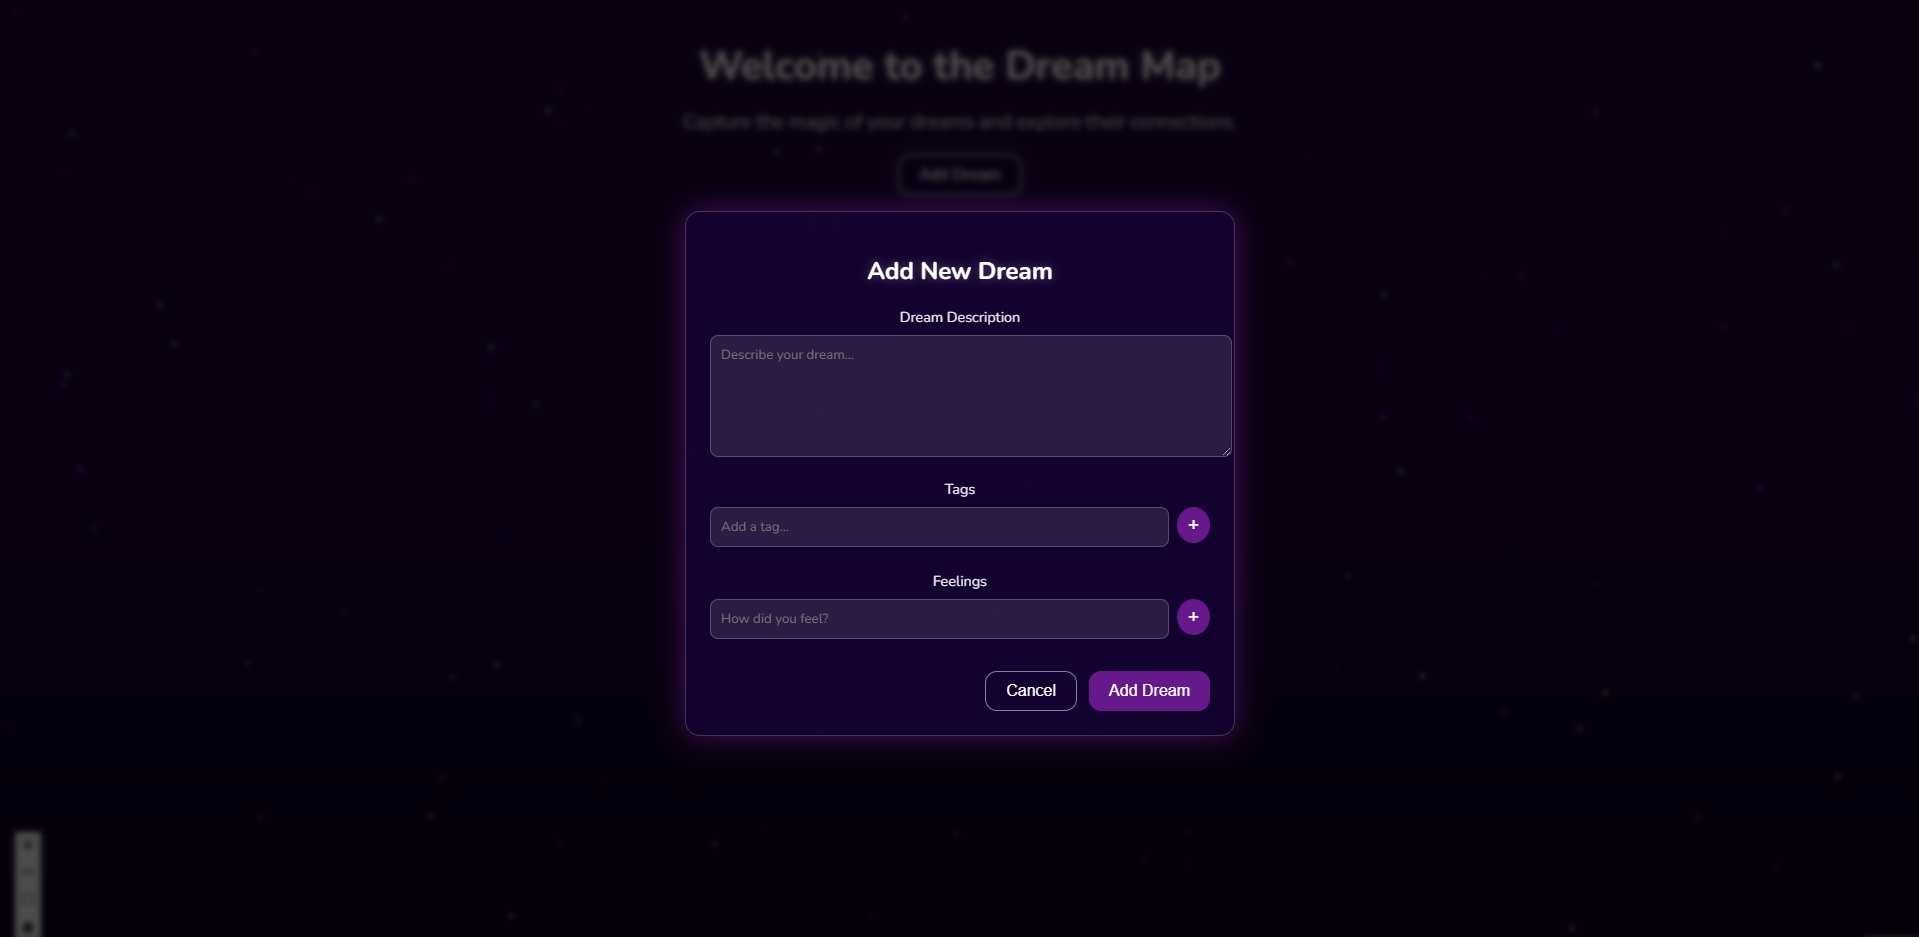 Welcome to the Dream Map
Capture the magic of your dreams and explore their connections.
Add Dream
Add New Dream
Dream Description
Describe your dream...
Tags
Add a tag...
+
Feelings
How did you feel?
+
Cancel
Add Dream